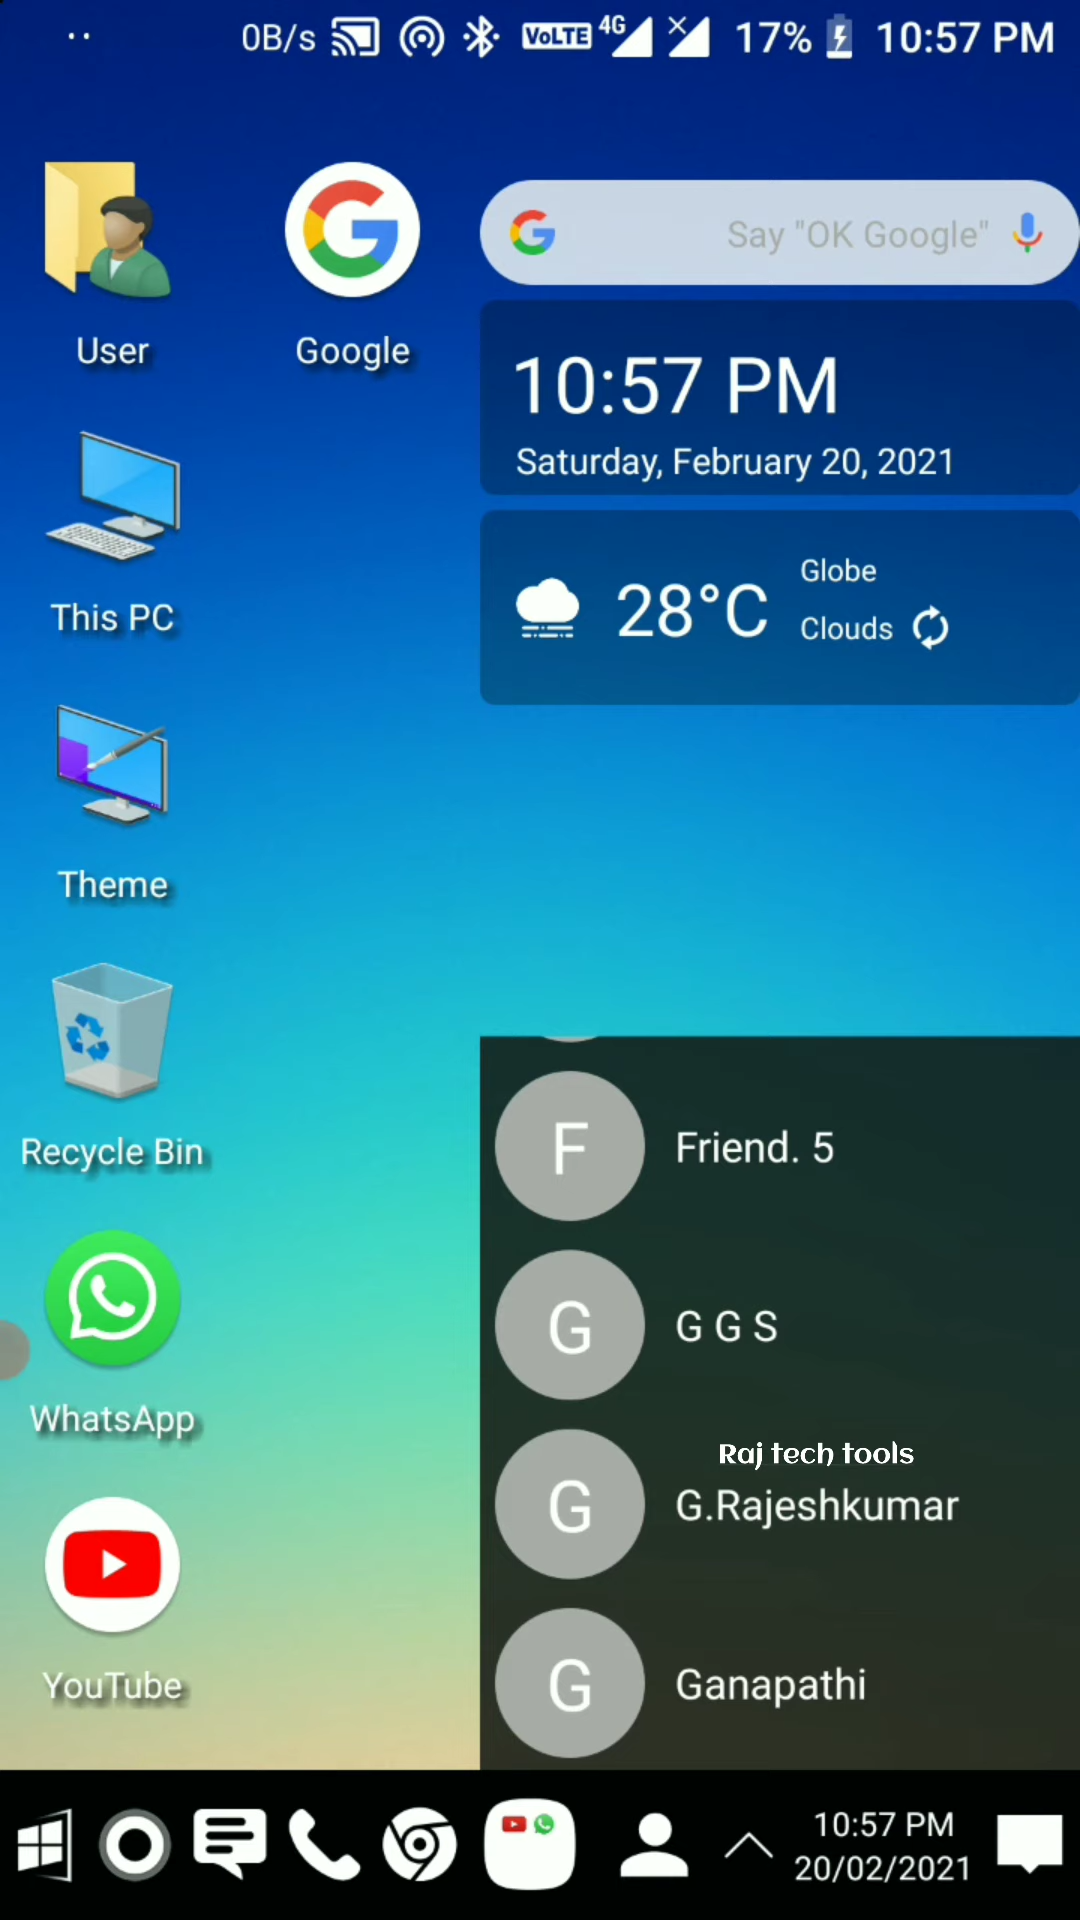 0B/s VoLTE 4G 17% 10:57 PM
User
Google
Say "OK Google"
10:57 PM
Saturday, February 20, 2021
28°C
Globe
Clouds
This PC
Theme
Recycle Bin
WhatsApp
YouTube
F Friend. 5
G G G S
Raj tech tools
G G.Rajeshkumar
G Ganapathi
10:57 PM
20/02/2021